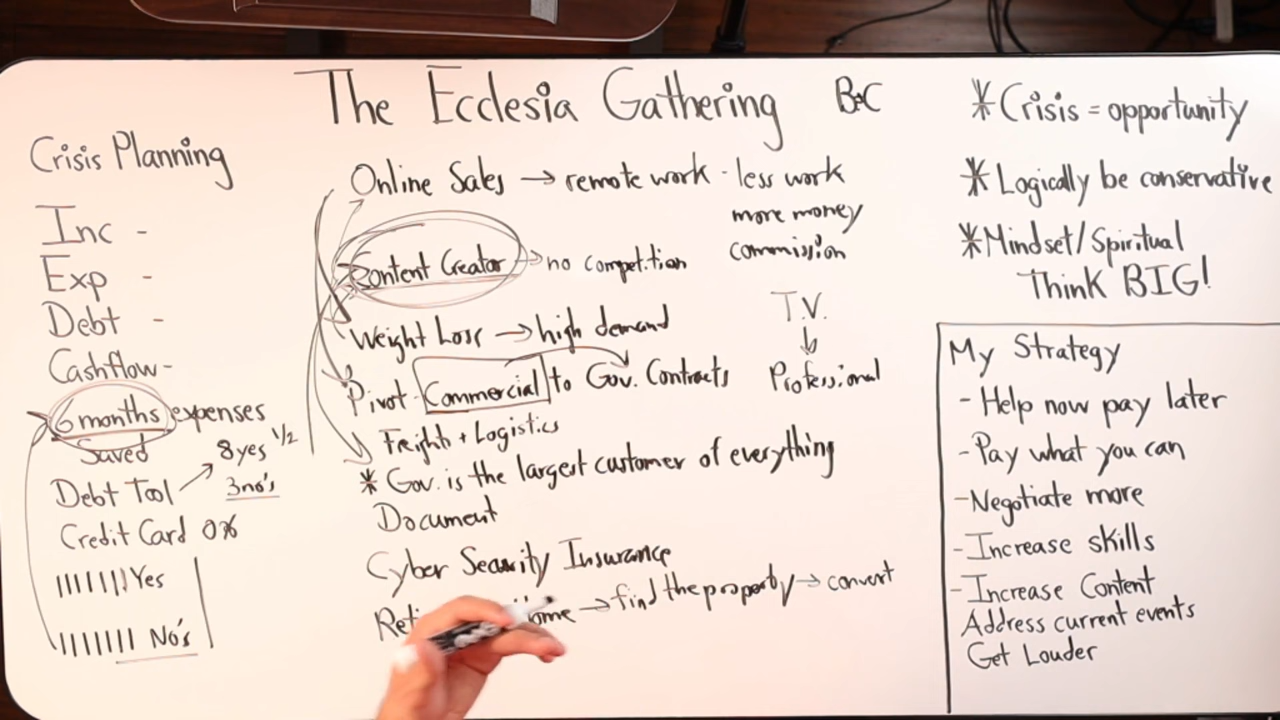 The Ecclesia Gathering B&C
Crisis Planning
Inc -
Exp -
Debt -
Cashflow -
6 months expenses
Saved
8 yes 1/2
Debt Tool
3 no's
Credit Card 0%
Yes
No's
Online Sales → remote work - less work
more money
commission
Content Creator → no competition
Weight Loss → high demand
T.V.
↓
Professional
Pivot Commercial to Gov. Contracts
Freight + Logistics
* Gov. is the largest customer of everything
Document
Cyber Security Insurance
→ find the property → convert
* Crisis = opportunity
* Logically be conservative
* Mindset/Spiritual
Think BIG!
My Strategy
- Help now pay later
- Pay what you can
- Negotiate more
- Increase skills
- Increase Content
Address current events
Get Louder